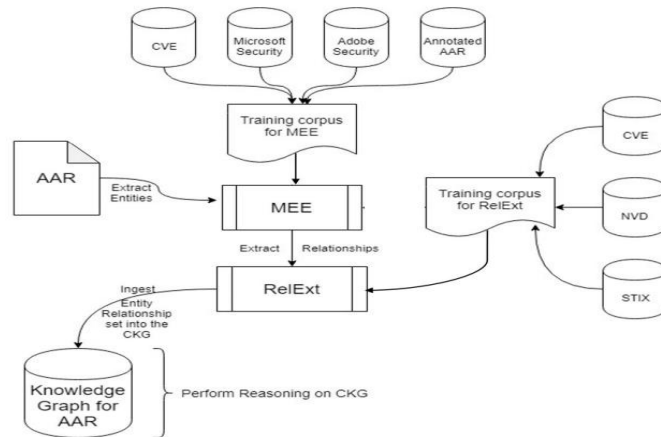 CVE
Microsoft
Security
Adobe
Security
Annotated
AAR
Training corpus
for MEE
CVE
AAR
Extract
Entities
MEE
Training corpus
for RelExt
NVD
Extract Relationships
RelExt
STIX
Ingest
Entity
Relationship
set into the
CKG
Knowledge
Graph for
AAR
Perform Reasoning on CKG